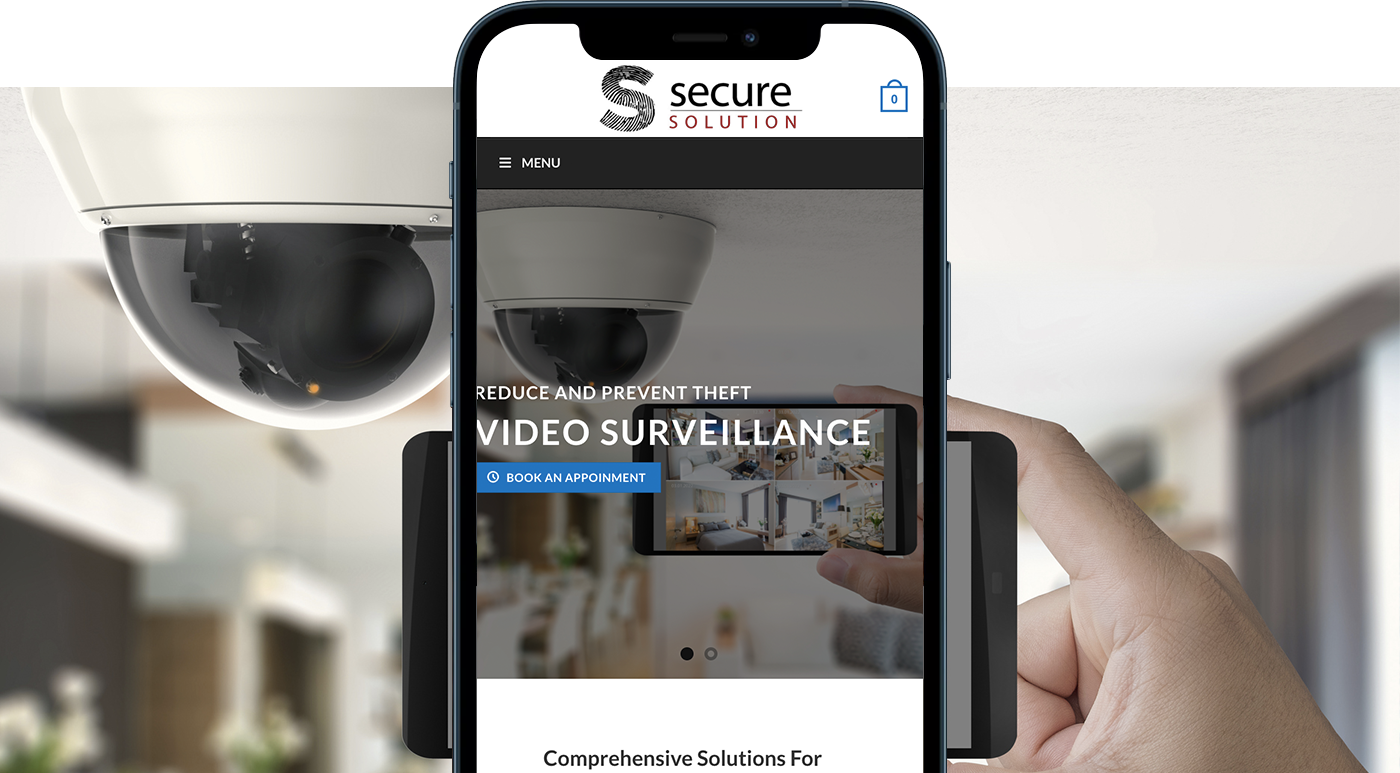 secure
SOLUTION
0
MENU
REDUCE AND PREVENT THEFT
VIDEO SURVEILLANCE
BOOK AN APPOINMENT
Comprehensive Solutions For